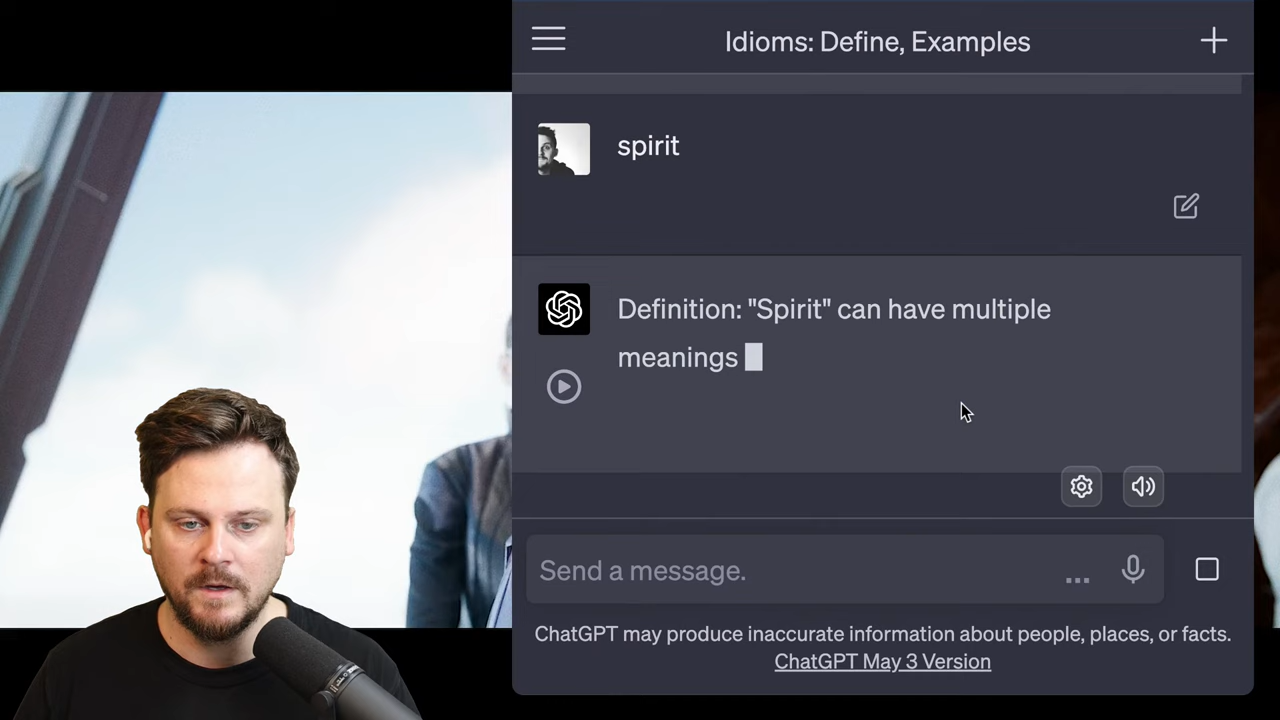 Idioms: Define, Examples
spirit
Definition: "Spirit" can have multiple
meanings
Send a message.
ChatGPT may produce inaccurate information about people, places, or facts.
ChatGPT May 3 Version